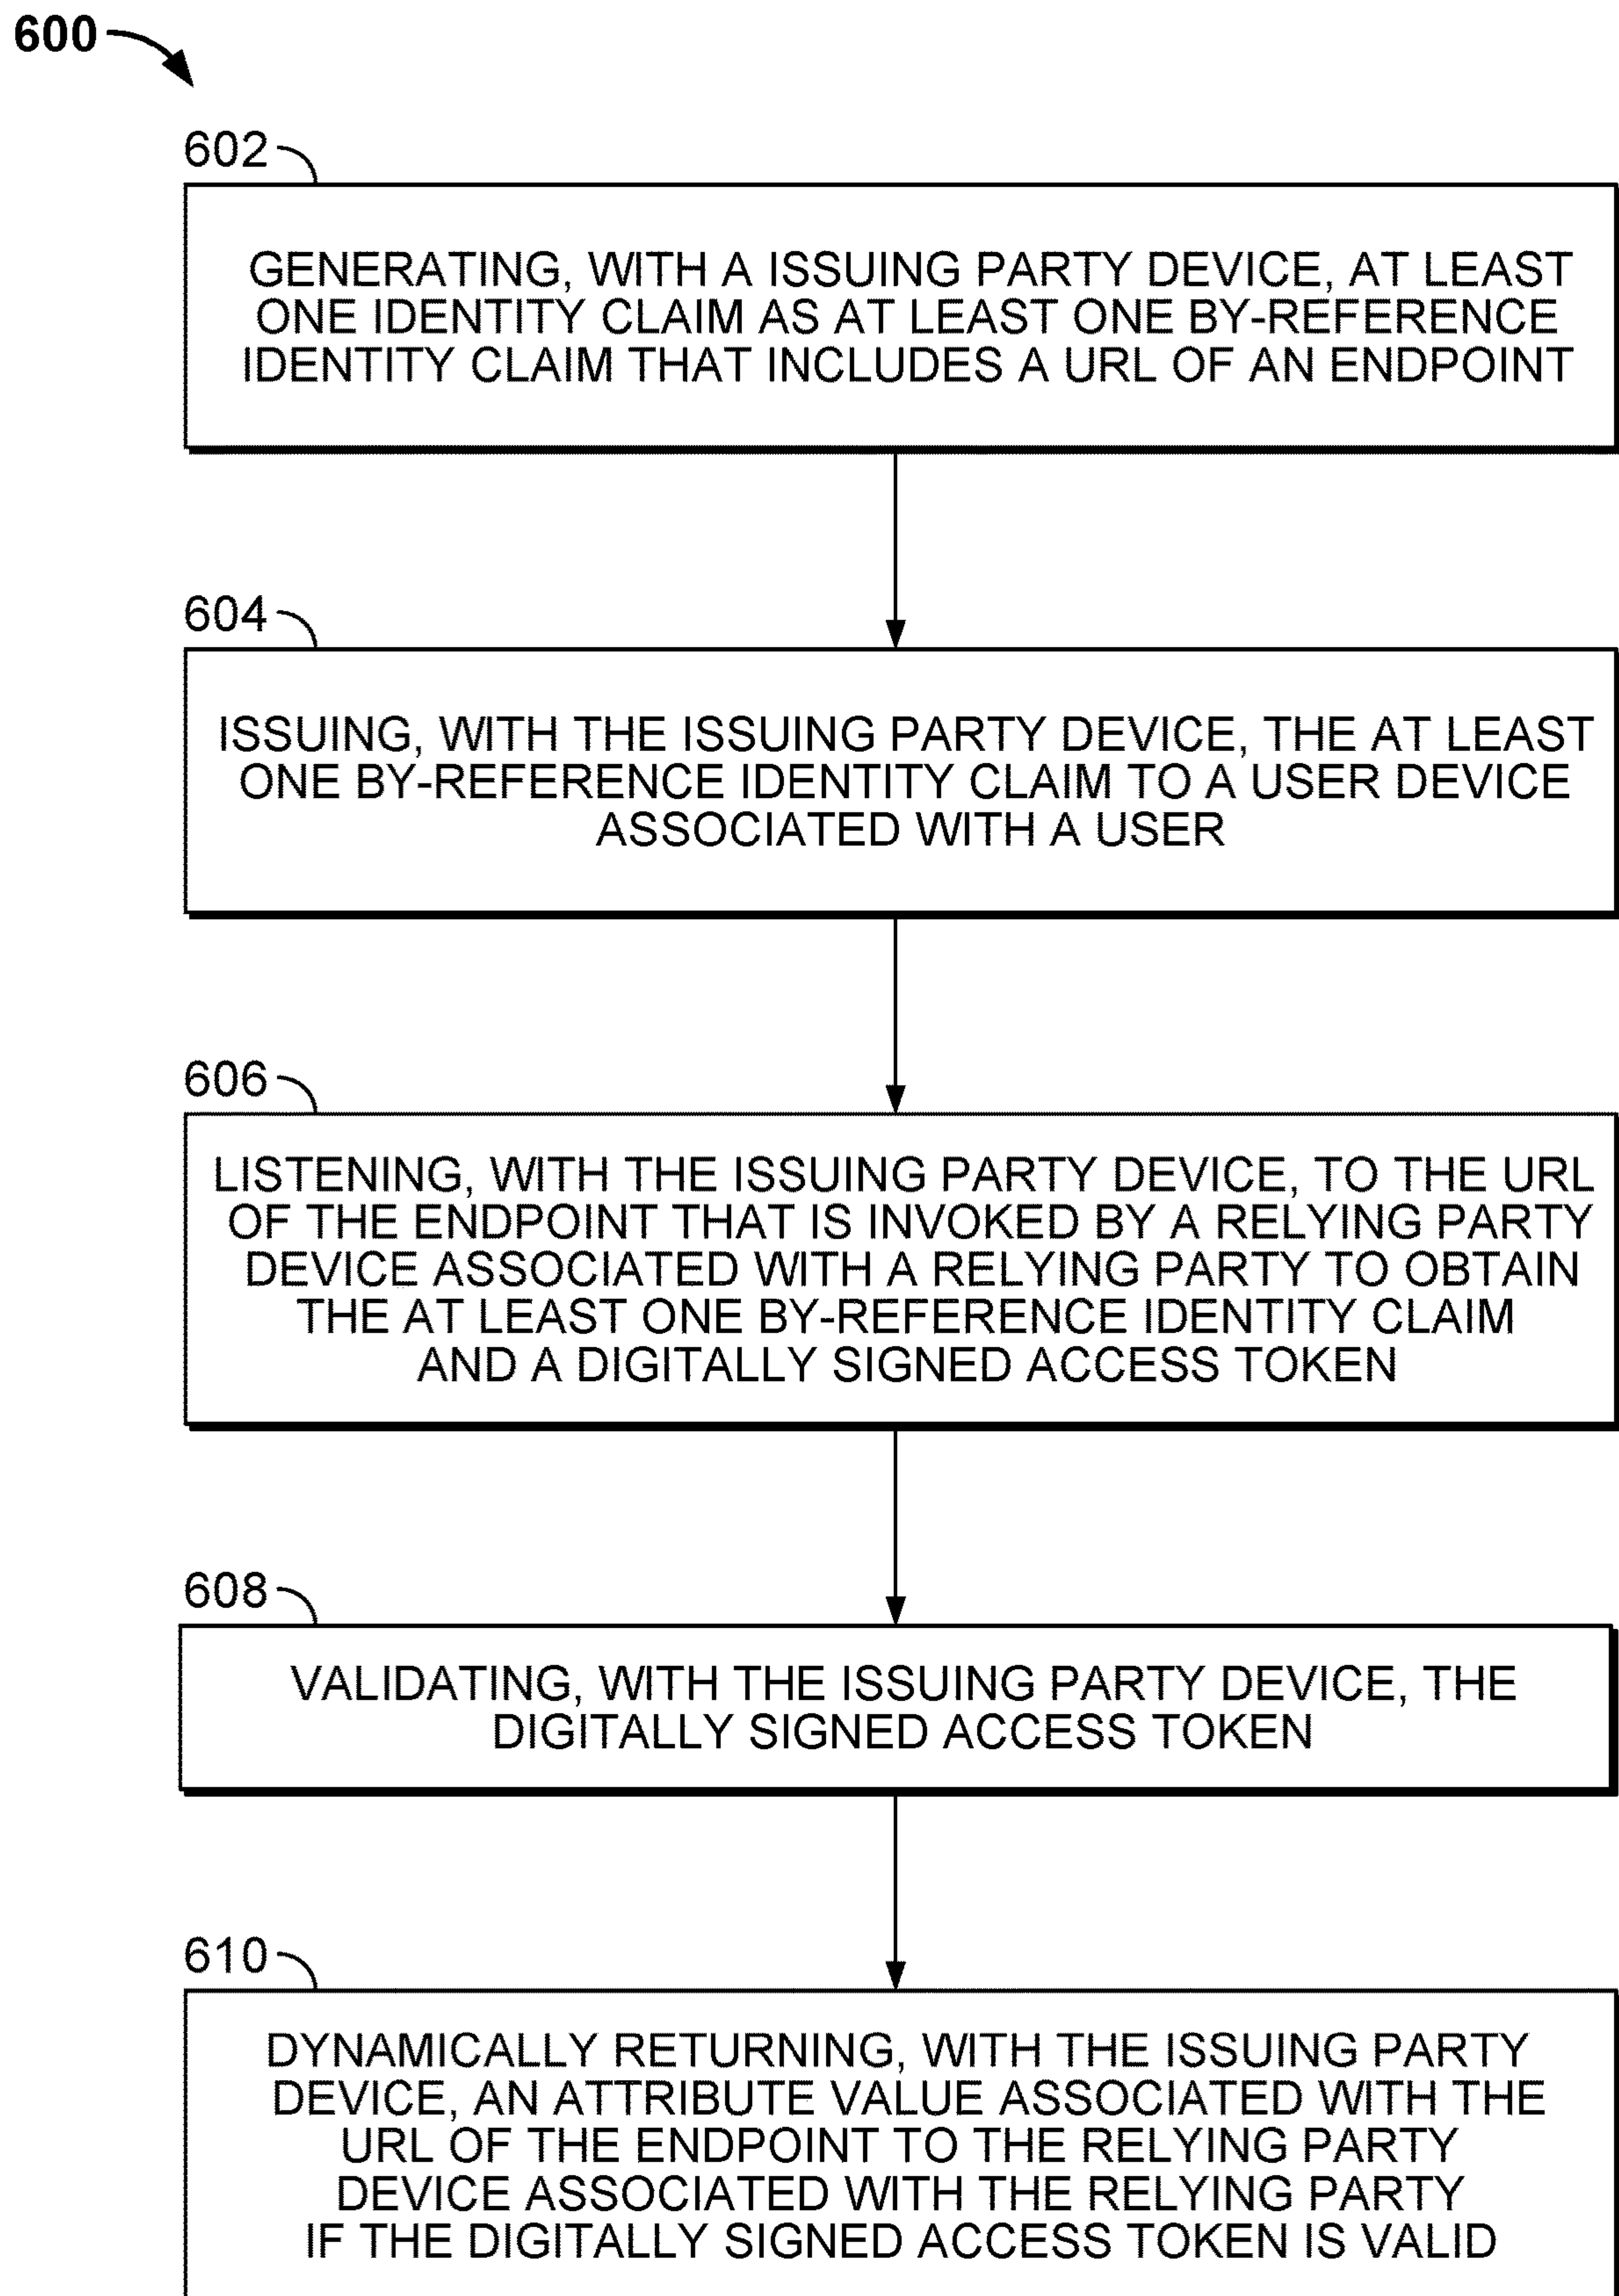 600
602
GENERATING, WITH A ISSUING PARTY DEVICE, AT LEAST
ONE IDENTITY CLAIM AS AT LEAST ONE BY-REFERENCE
IDENTITY CLAIM THAT INCLUDES A URL OF AN ENDPOINT
604
ISSUING, WITH THE ISSUING PARTY DEVICE, THE AT LEAST
ONE BY-REFERENCE IDENTITY CLAIM TO A USER DEVICE
ASSOCIATED WITH A USER
606
LISTENING, WITH THE ISSUING PARTY DEVICE, TO THE URL
OF THE ENDPOINT THAT IS INVOKED BY A RELYING PARTY
DEVICE ASSOCIATED WITH A RELYING PARTY TO OBTAIN
THE AT LEAST ONE BY-REFERENCE IDENTITY CLAIM
AND A DIGITALLY SIGNED ACCESS TOKEN
608
VALIDATING, WITH THE ISSUING PARTY DEVICE, THE
DIGITALLY SIGNED ACCESS TOKEN
610
DYNAMICALLY RETURNING, WITH THE ISSUING PARTY
DEVICE, AN ATTRIBUTE VALUE ASSOCIATED WITH THE
URL OF THE ENDPOINT TO THE RELYING PARTY
DEVICE ASSOCIATED WITH THE RELYING PARTY
IF THE DIGITALLY SIGNED ACCESS TOKEN IS VALID